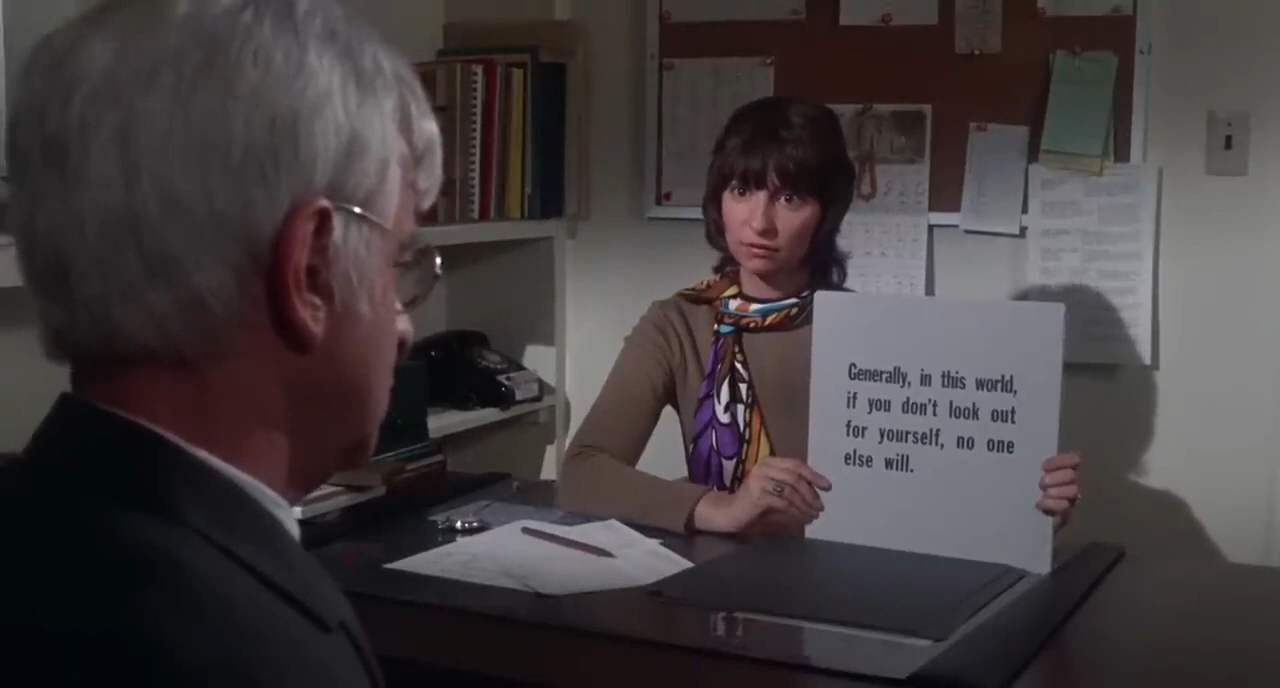 Generally, in this world,
if you don't look out
for yourself, no one
else will.